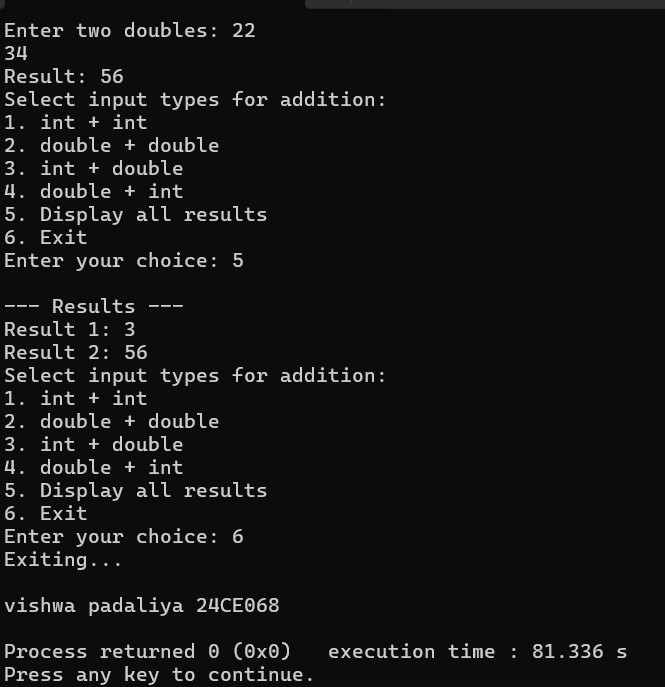 Enter two doubles: 22
34
Result: 56
Select input types for addition:
1. int + int
2. double + double
3. int + double
4. double + int
5. Display all results
6. Exit
Enter your choice: 5
--- Results ---
Result 1: 3
Result 2: 56
Select input types for addition:
1. int + int
2. double + double
3. int + double
4. double + int
5. Display all results
6. Exit
Enter your choice: 6
Exiting...
vishwa padaliya 24CE068
Process returned 0 (0x0)   execution time : 81.336 s
Press any key to continue.